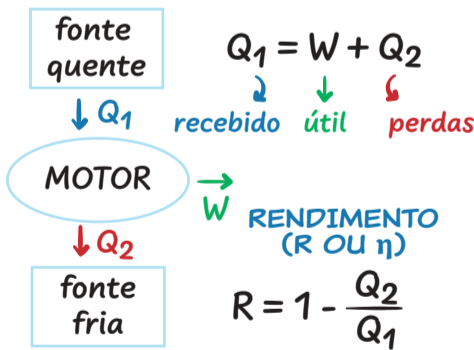 fonte
quente
Q₁
MOTOR
W
Q₂
fonte
fria
Q₁ = W + Q₂
recebido útil perdas
RENDIMENTO
(R OU η)
R = 1 - Q₂/Q₁